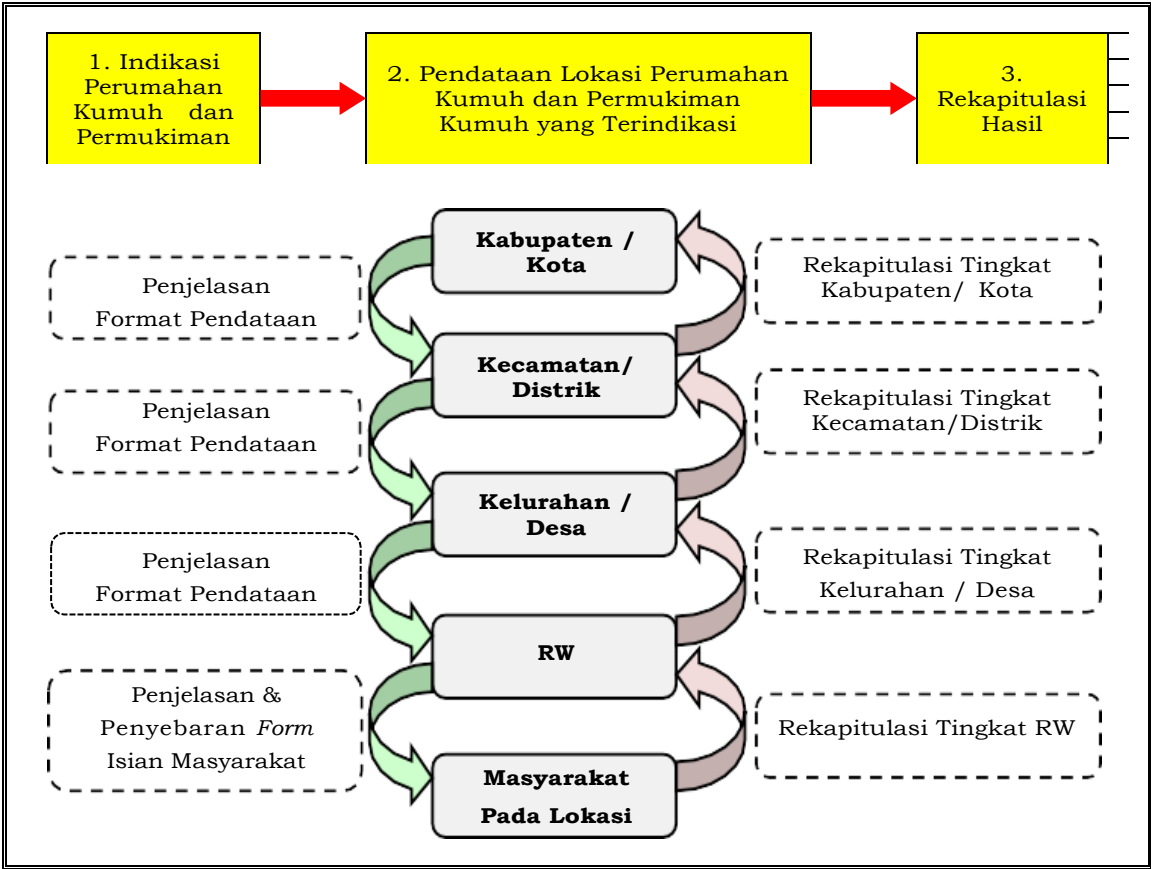 1. Indikasi
Perumahan
Kumuh dan
Permukiman
2. Pendataan Lokasi Perumahan
Kumuh dan Permukiman
Kumuh yang Terindikasi
3.
Rekapitulasi
Hasil
Kabupaten /
Kota
Penjelasan
Format Pendataan
Rekapitulasi Tingkat
Kabupaten/ Kota
Kecamatan/
Distrik
Penjelasan
Format Pendataan
Rekapitulasi Tingkat
Kecamatan/Distrik
Kelurahan /
Desa
Penjelasan
Format Pendataan
Rekapitulasi Tingkat
Kelurahan / Desa
RW
Penjelasan &
Penyebaran Form
Isian Masyarakat
Rekapitulasi Tingkat RW
Masyarakat
Pada Lokasi